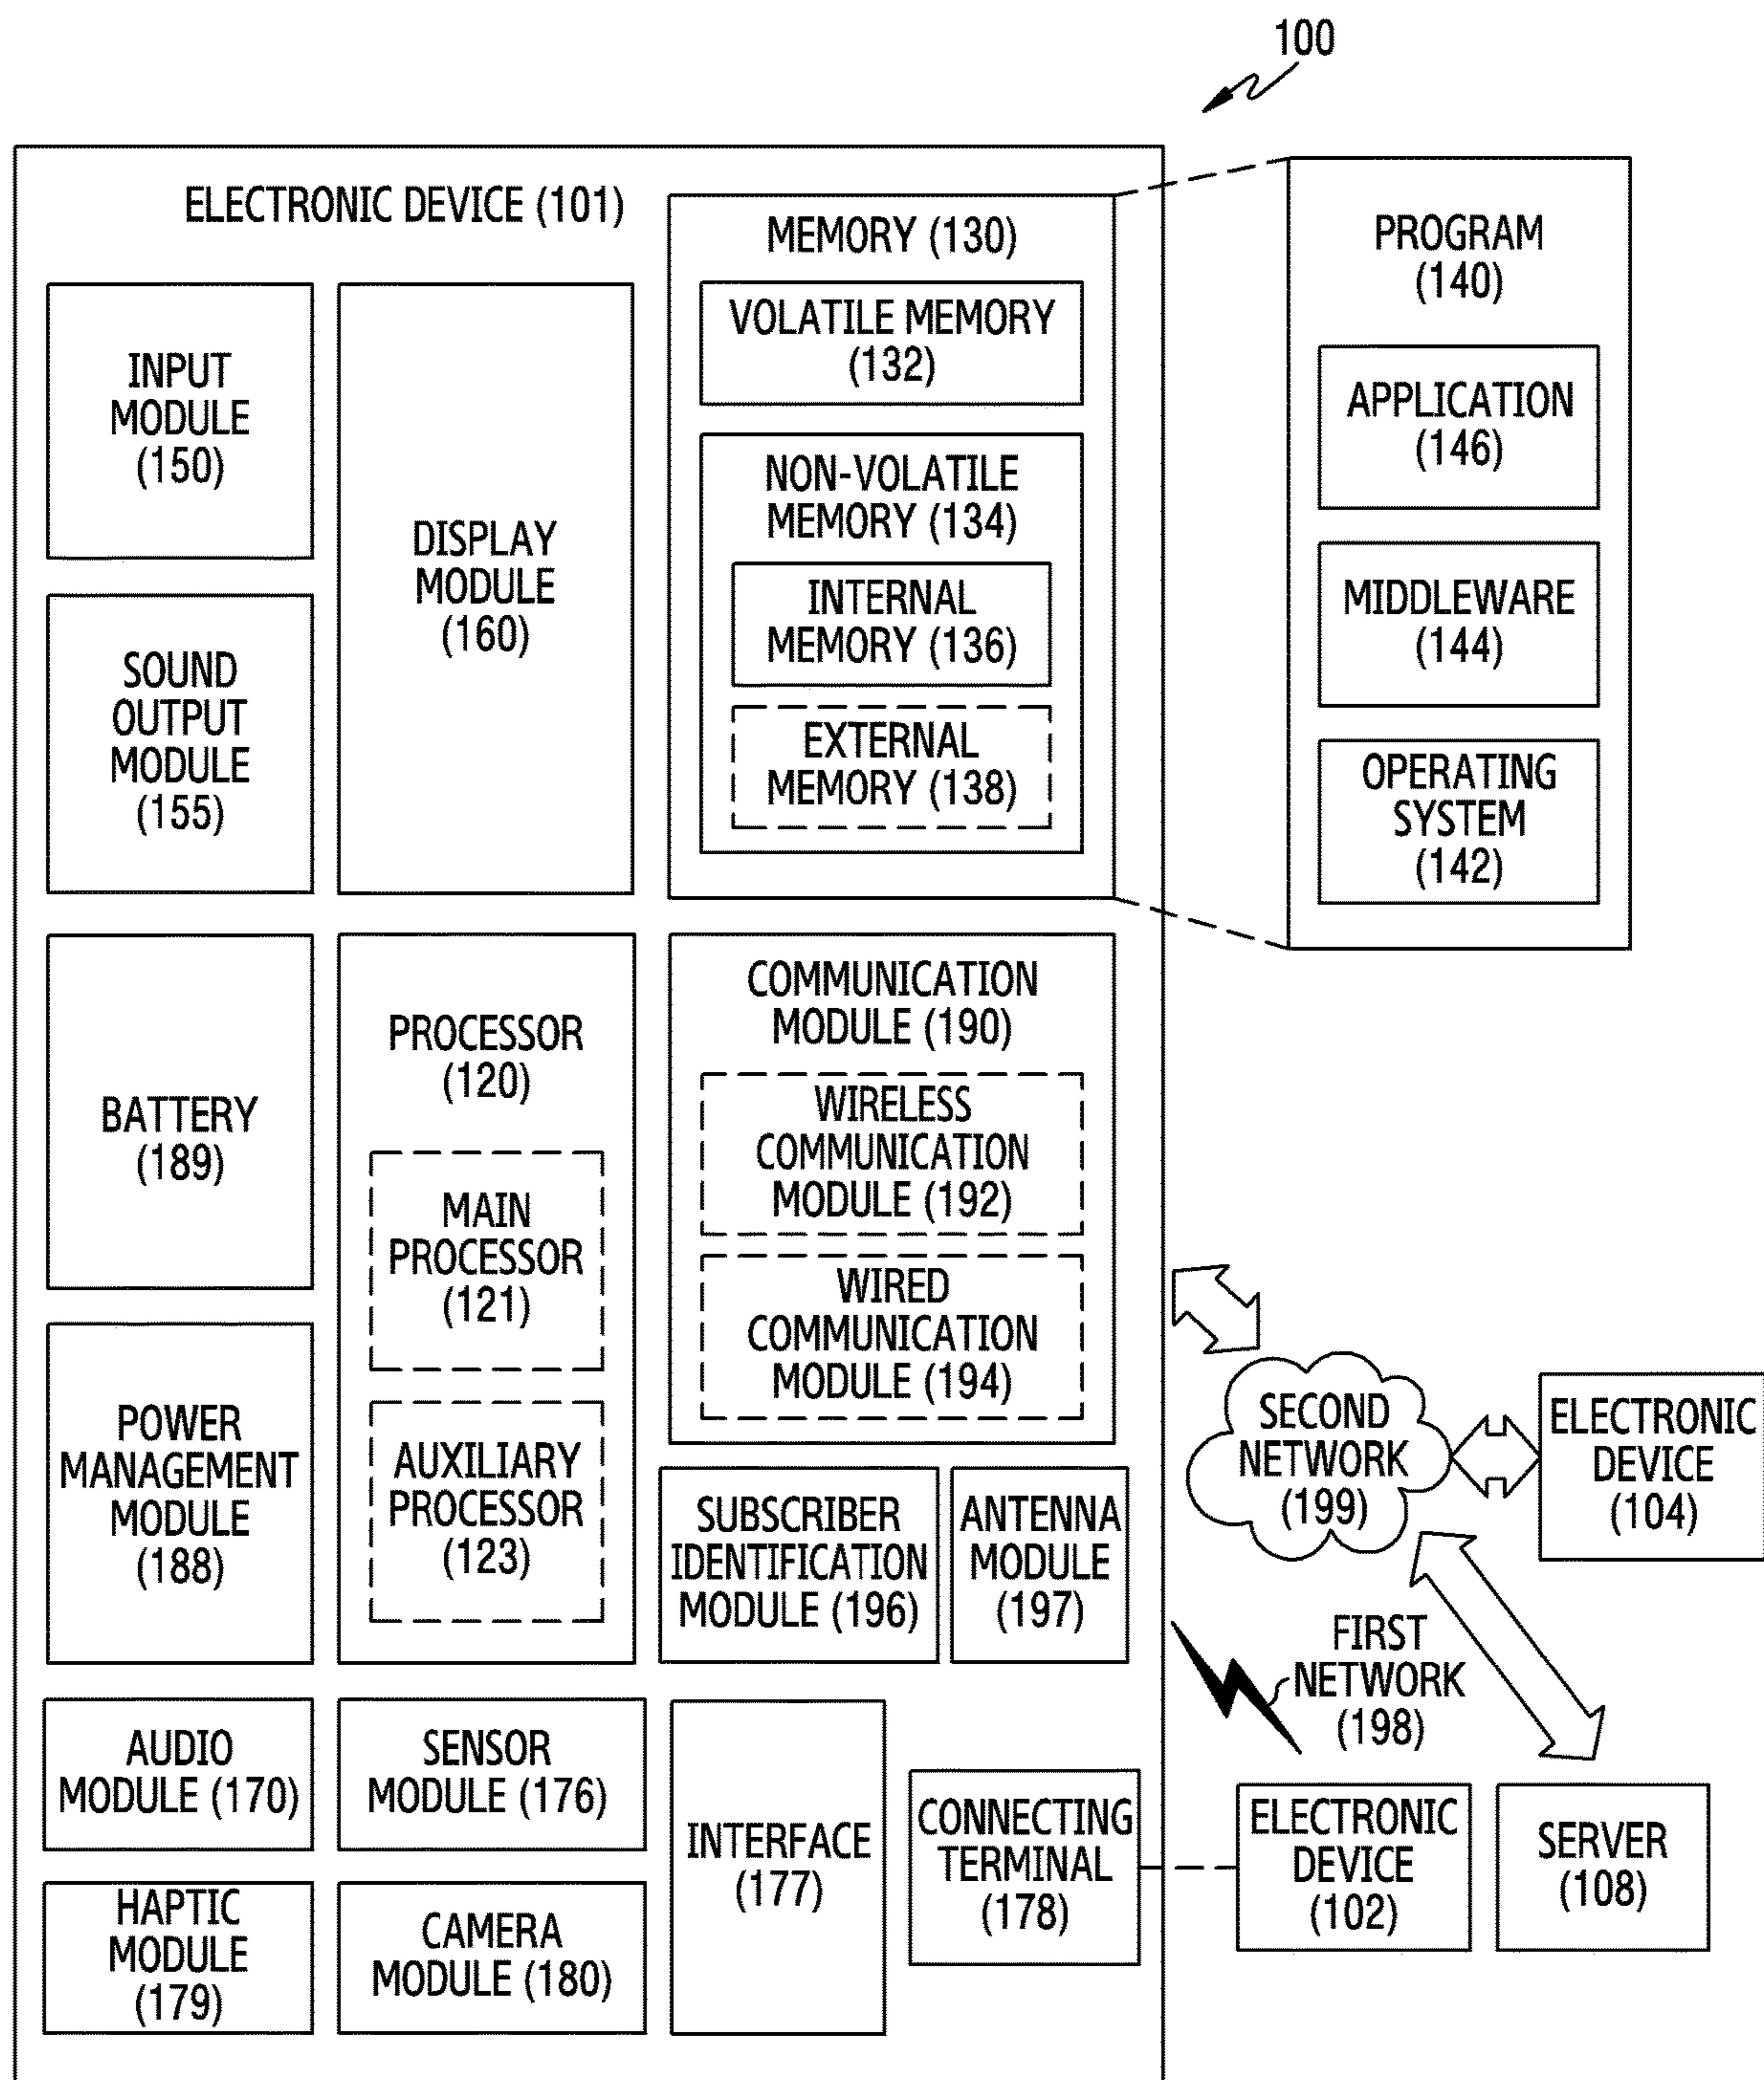 100
ELECTRONIC DEVICE (101)
INPUT
MODULE
(150)
SOUND
OUTPUT
MODULE
(155)
DISPLAY
MODULE
(160)
MEMORY (130)
VOLATILE MEMORY
(132)
NON-VOLATILE
MEMORY (134)
INTERNAL
MEMORY (136)
EXTERNAL
MEMORY (138)
PROGRAM
(140)
APPLICATION
(146)
MIDDLEWARE
(144)
OPERATING
SYSTEM
(142)
BATTERY
(189)
POWER
MANAGEMENT
MODULE
(188)
PROCESSOR
(120)
MAIN
PROCESSOR
(121)
AUXILIARY
PROCESSOR
(123)
COMMUNICATION
MODULE (190)
WIRELESS
COMMUNICATION
MODULE (192)
WIRED
COMMUNICATION
MODULE (194)
SUBSCRIBER
IDENTIFICATION
MODULE (196)
ANTENNA
MODULE
(197)
SECOND
NETWORK
(199)
ELECTRONIC
DEVICE
(104)
FIRST
NETWORK
(198)
AUDIO
MODULE (170)
SENSOR
MODULE (176)
HAPTIC
MODULE
(179)
CAMERA
MODULE (180)
INTERFACE
(177)
CONNECTING
TERMINAL
(178)
ELECTRONIC
DEVICE
(102)
SERVER
(108)